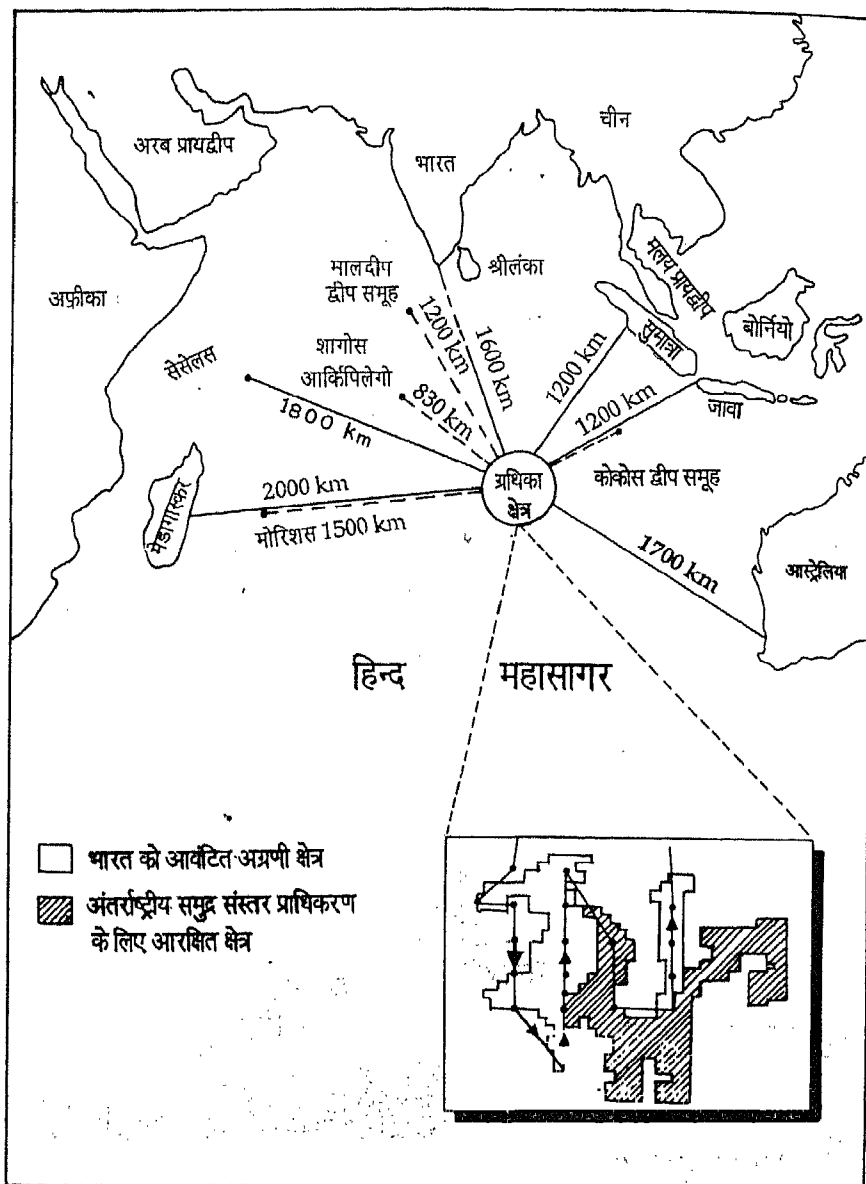 चीन
अरब प्रायद्वीप
भारत
मालदीप
द्वीप समूह
श्रीलंका
मलय प्रायद्वीप
अफ़ीका
बोर्नियो
सुमात्रा
सेसेलस
शागोस
आर्किपिलेगो
1200 km
1600 km
1200 km
830 km
1800 km
1200 km
जावा
ग्रथिका
क्षेत्र
कोकोस द्वीप समूह
मेडागास्कर
2000 km
मोरिशस 1500 km
1700 km
आस्ट्रेलिया
हिन्द महासागर
भारत को आवंटित अग्रणी क्षेत्र
अंतर्राष्ट्रीय समुद्र संस्तर प्राधिकरण
के लिए आरक्षित क्षेत्र